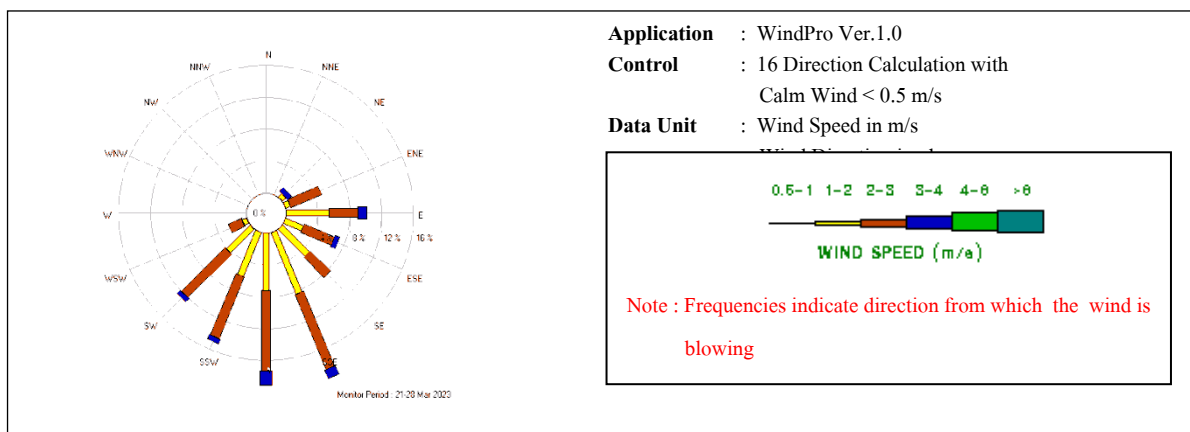 N
NNW
NNE
NW
NE
WNW
ENE
W
0 %
E
8 %
12 %
16 %
WSW
ESE
SW
SE
SSW
SSE
Monitor Period : 21-28 Mar 2023
Application : WindPro Ver.1.0
Control : 16 Direction Calculation with
Calm Wind < 0.5 m/s
Data Unit : Wind Speed in m/s
0.5-1 1-2 2-3 3-4 4-6 >6
WIND SPEED (m/s)
Note : Frequencies indicate direction from which the wind is
blowing